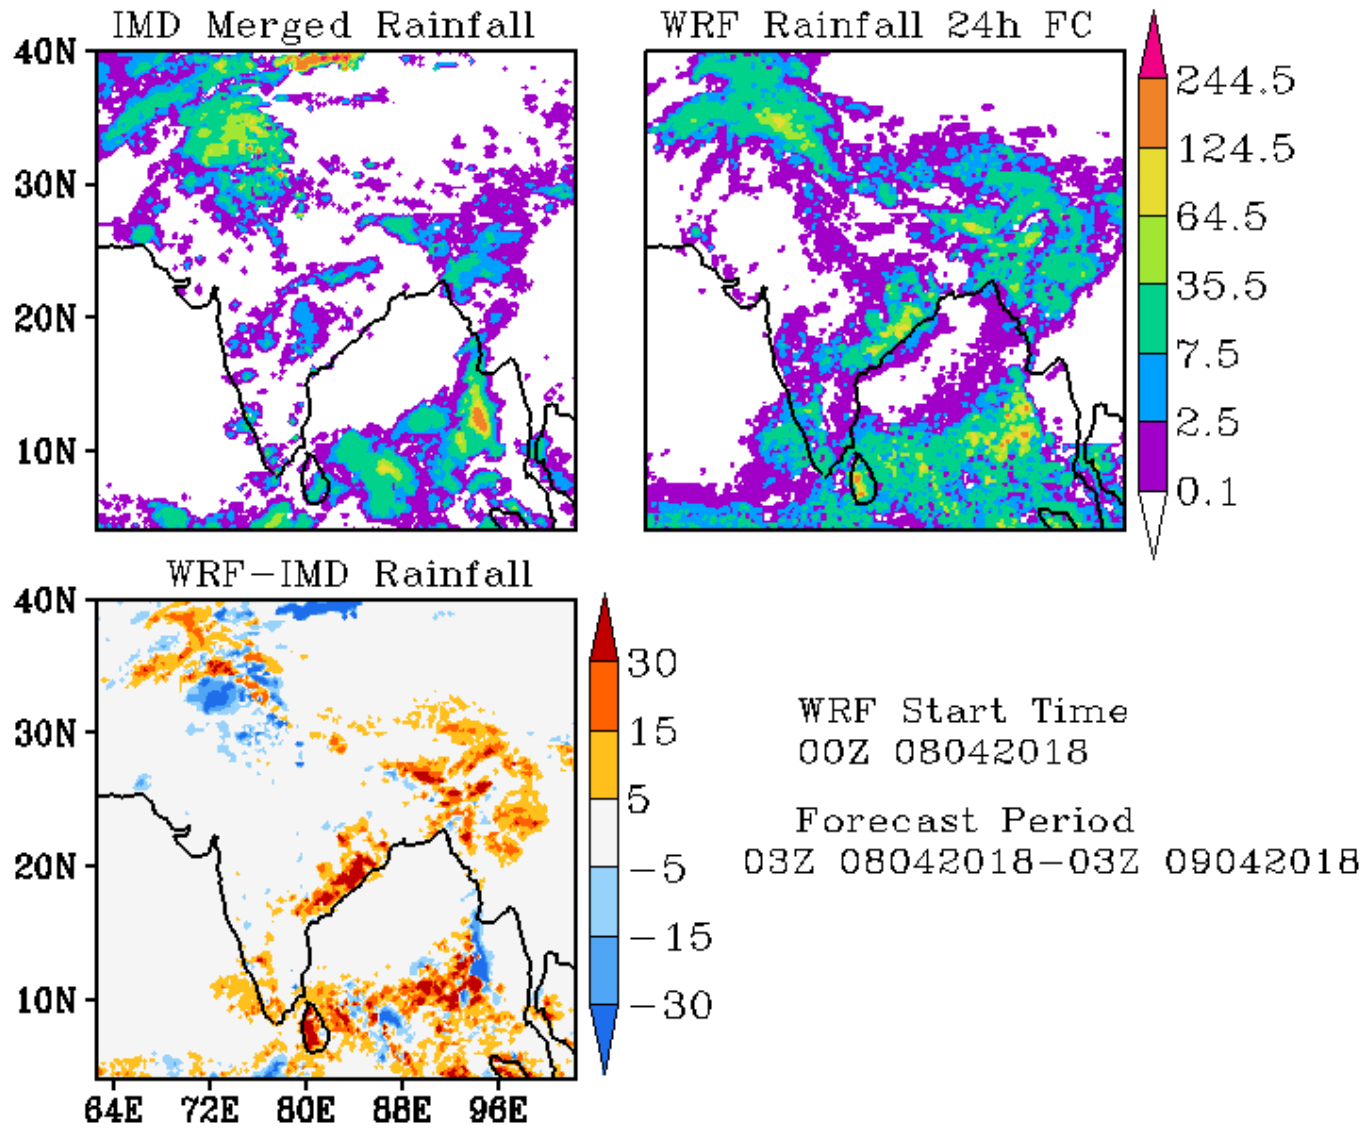 IMD Merged Rainfall
WRF Rainfall 24h FC
40N
30N
20N
10N
244.5
124.5
64.5
35.5
7.5
2.5
0.1
WRF-IMD Rainfall
40N
30N
20N
10N
64E 72E 80E 88E 96E
30
15
5
-5
-15
-30
WRF Start Time
00Z 08042018
Forecast Period
03Z 08042018-03Z 09042018